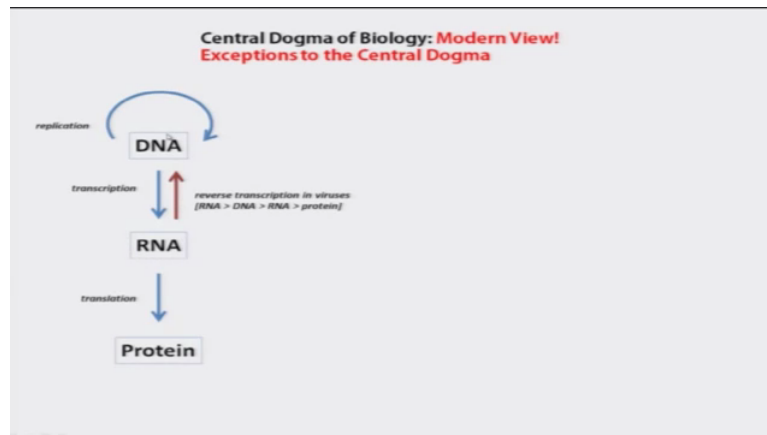 Central Dogma of Biology: Modern View!
Exceptions to the Central Dogma
replication
DNA
transcription
reverse transcription in viruses
[RNA > DNA > RNA > protein]
RNA
translation
Protein